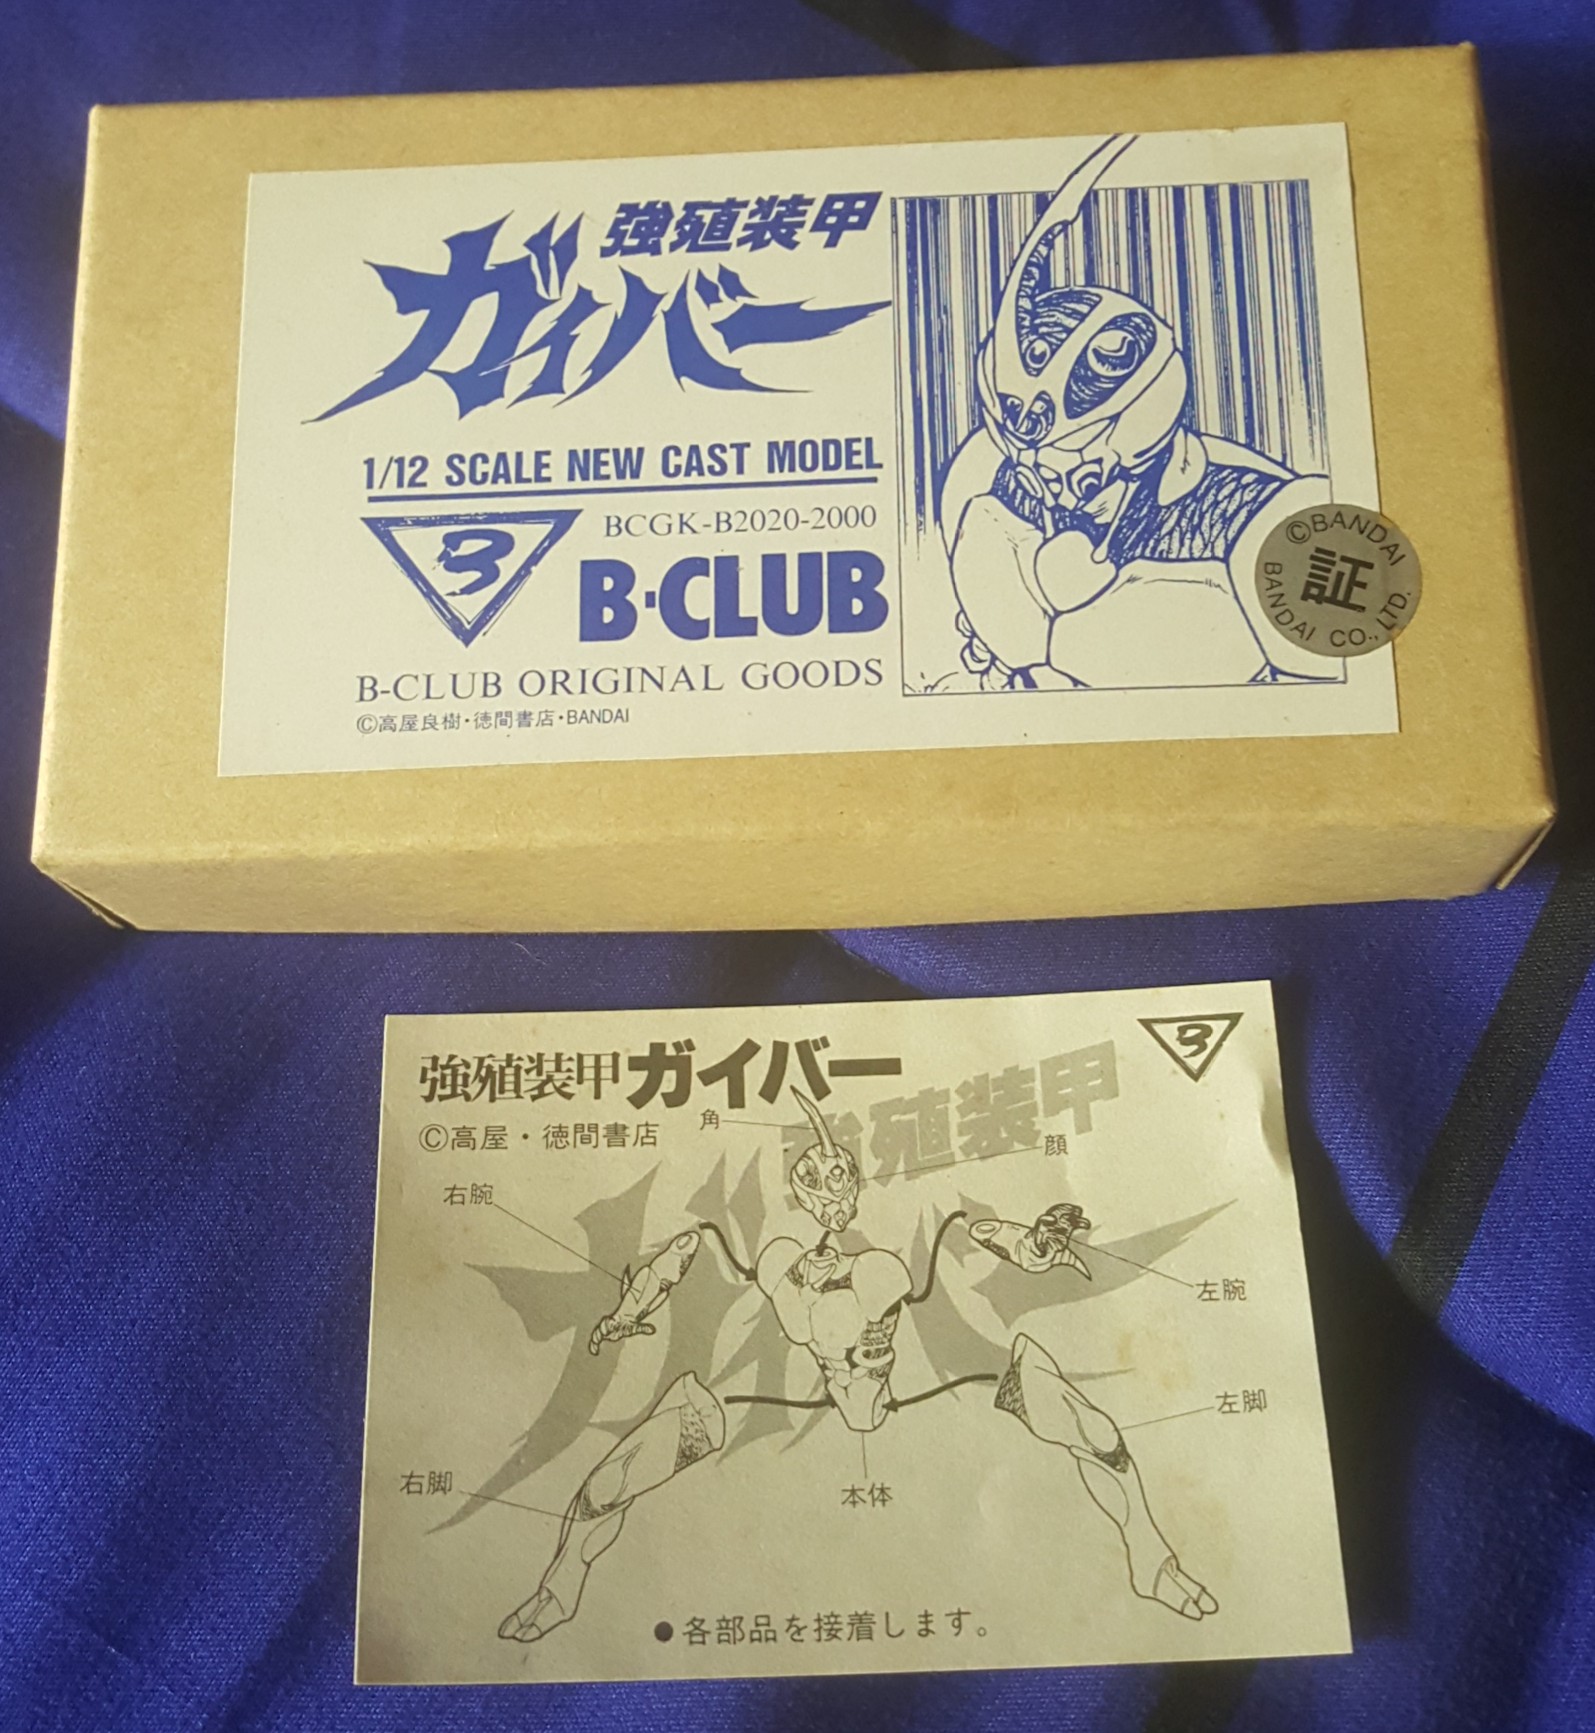 強殖装甲
ガイバー
1/12 SCALE NEW CAST MODEL
3
BCGK-B2020-2000
B·CLUB
B-CLUB ORIGINAL GOODS
©高屋良樹・徳間書店・BANDAI
©BANDAI
証
BANDAI CO., LTD.
強殖装甲ガイバー
3
©高屋・徳間書店
強殖装甲
ガイバー
角
顔
右腕
左腕
右脚
左脚
本体
●各部品を接着します。